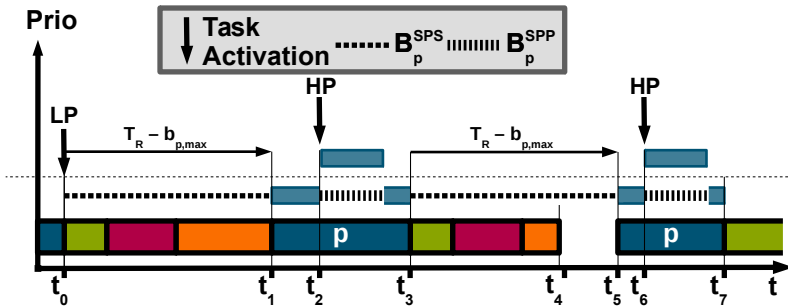 Prio
Task Activation
B_p^SPS
B_p^SPP
LP
HP
HP
T_R – b_p,max
T_R – b_p,max
p
p
t_0 t_1 t_2 t_3 t_4 t_5 t_6 t_7 t